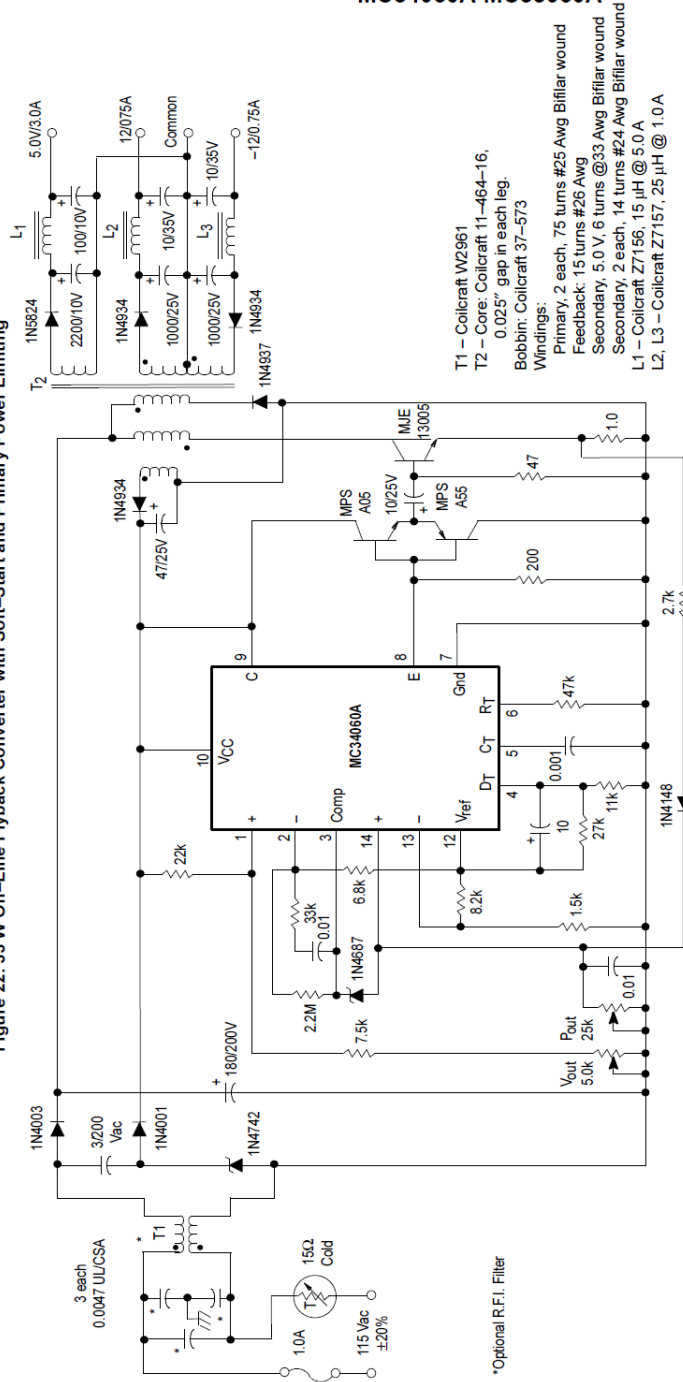 Figure 22. 33 W Off–Line Flyback Converter with Soft–Start and Primary Power Limiting
3 each
0.0047 UL/CSA
*
*
*
*
T1
1.0A
T
15Ω
Cold
115 Vac
±20%
*Optional R.F.I. Filter
1N4003
3/200
Vac
1N4001
1N4742
+
180/200V
22k
10
VCC
MC34060A
1
+
2
–
3
Comp
14
+
13
–
12
Vref
9
C
8
E
7
Gnd
DT
4
CT
5
RT
6
33k
0.01
2.2M
1N4687
7.5k
6.8k
8.2k
1.5k
+
10
27k
11k
0.001
47k
Vout
5.0k
Pout
25k
0.01
1N4148
2.7k
1N4934
+
47/25V
MPS
A05
10/25V
+
MPS
A55
MJE
13005
200
47
1.0
1N4937
T2
1N5824
L1
+
2200/10V
+
100/10V
5.0V/3.0A
1N4934
L2
+
1000/25V
+
10/35V
12/075A
Common
1000/25V
+
10/35V
+
L3
1N4934
–12/0.75A
T1 – Coilcraft W2961
T2 – Core: Coilcraft 11–464–16,
0.025″ gap in each leg.
Bobbin: Coilcraft 37–573
Windings:
Primary, 2 each, 75 turns #25 Awg Bifilar wound
Feedback: 15 turns #26 Awg
Secondary, 5.0 V, 6 turns @33 Awg Bifilar wound
Secondary, 2 each, 14 turns #24 Awg Bifilar wound
L1 – Coilcraft Z7156, 15 µH @ 5.0 A
L2, L3 – Coilcraft Z7157, 25 µH @ 1.0 A